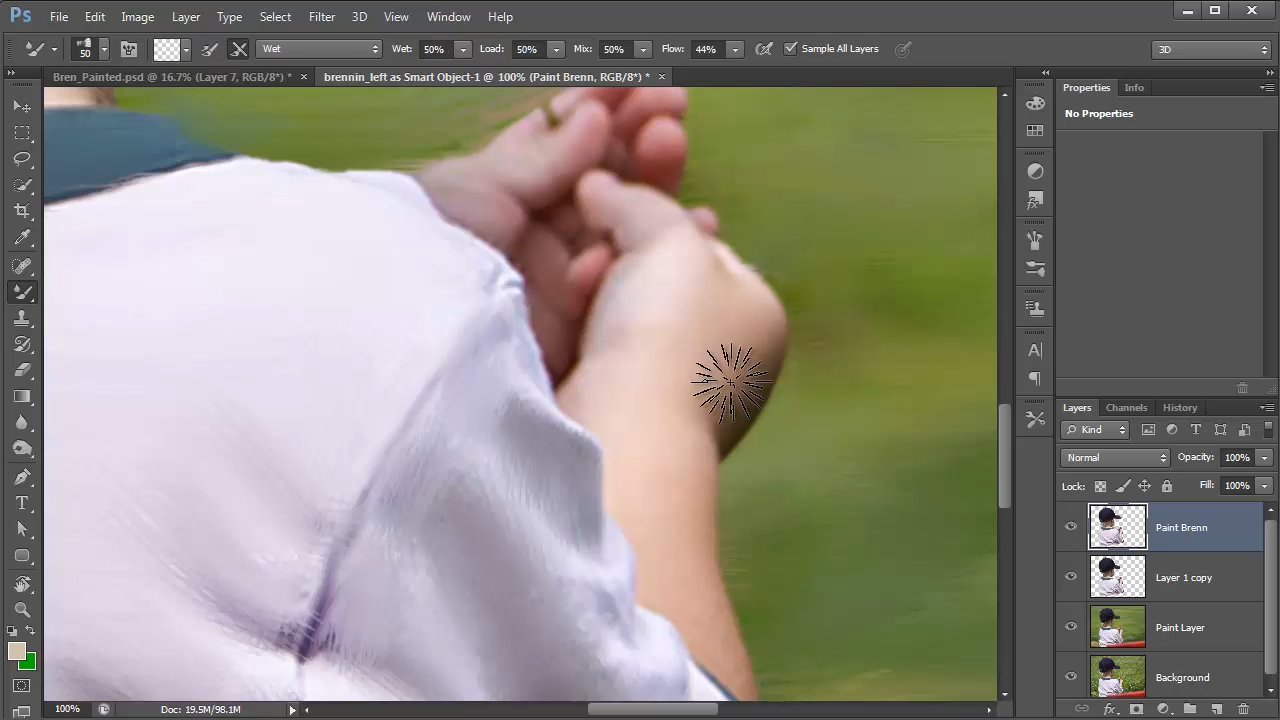 Ps File Edit Image Layer Type Select Filter 3D View Window Help
50 Wet Wet: 50% Load: 50% Mix: 50% Flow: 44% Sample All Layers 3D
Bren_Painted.psd @ 16.7% (Layer 7, RGB/8*) * brennin_left as Smart Object-1 @ 100% (Paint Brenn, RGB/8*) *
Properties Info
No Properties
Layers Channels History
Kind
Normal Opacity: 100%
Lock: Fill: 100%
Paint Brenn
Layer 1 copy
Paint Layer
Background
100% Doc: 19.5M/98.1M